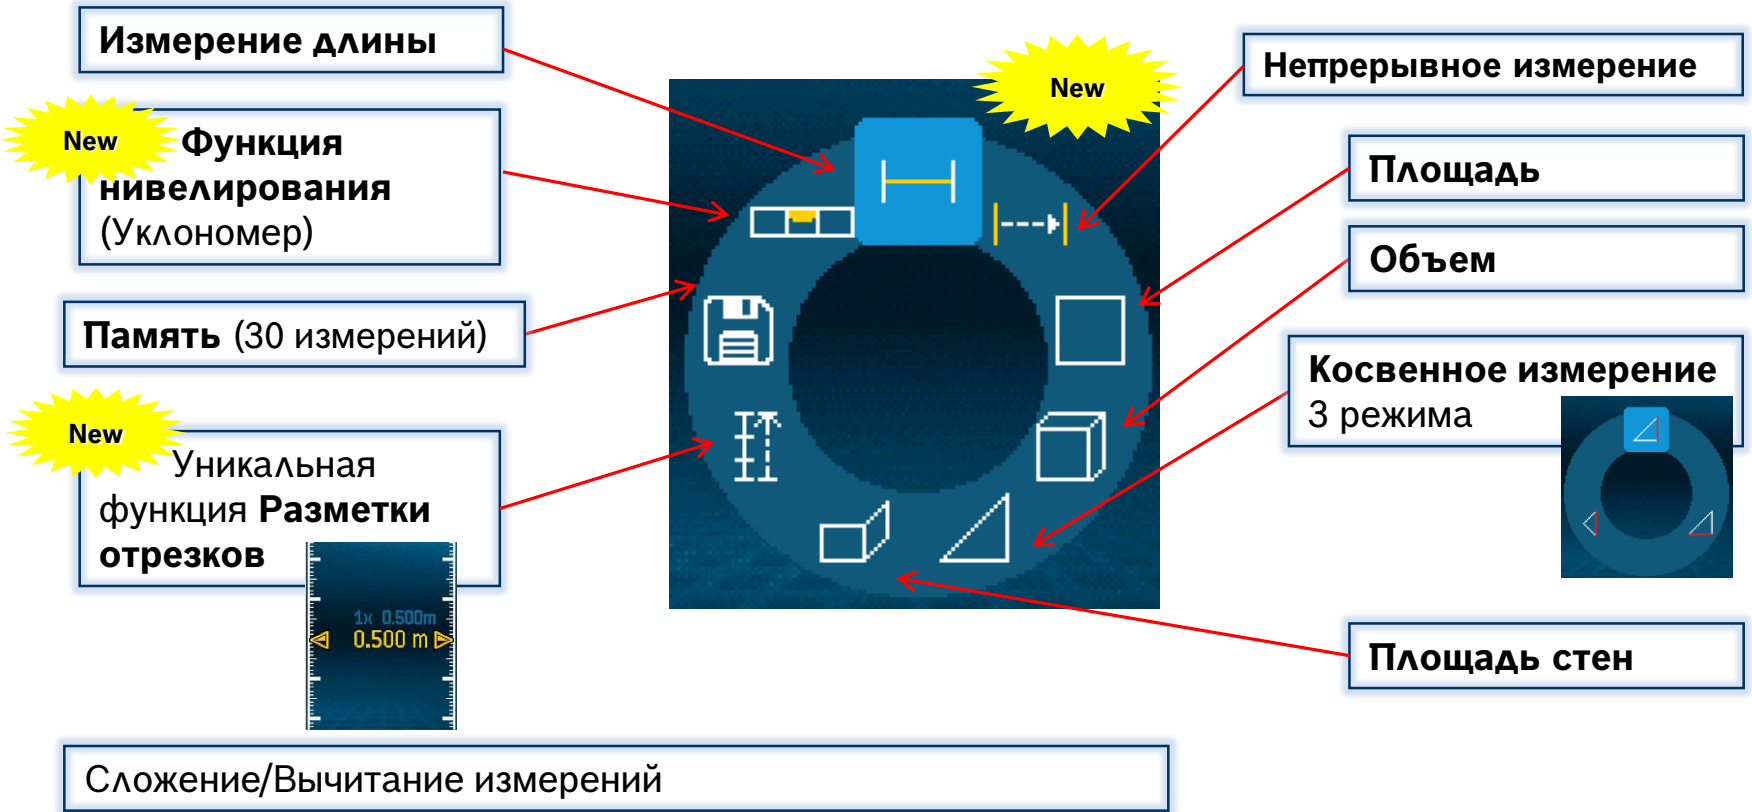 Измерение длины
New
Функция
нивелирования
(Уклономер)
Память (30 измерений)
New
Уникальная
функция Разметки
отрезков
1x 0.500m
0.500 m
New
Непрерывное измерение
Площадь
Объем
Косвенное измерение
3 режима
Площадь стен
Сложение/Вычитание измерений